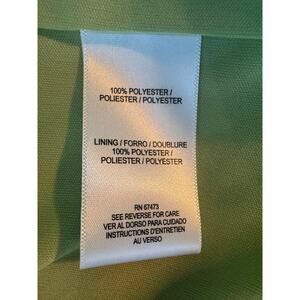 100% POLYESTER /
POLIESTER / POLYESTER
LINING / FORRO / DOUBLURE
100% POLYESTER /
POLIESTER / POLYESTER
RN 67473
SEE REVERSE FOR CARE
VER AL DORSO PARA CUIDADO
INSTRUCTIONS D'ENTRETIEN
AU VERSO